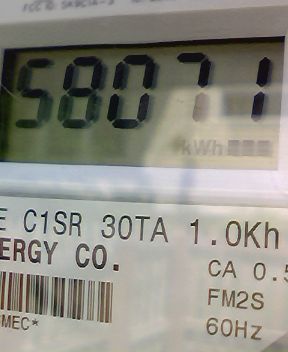 58071
kWh
E C1SR 30TA 1.0Kh
ERGY CO.
CA 0.5
FM2S
MEC*
60Hz